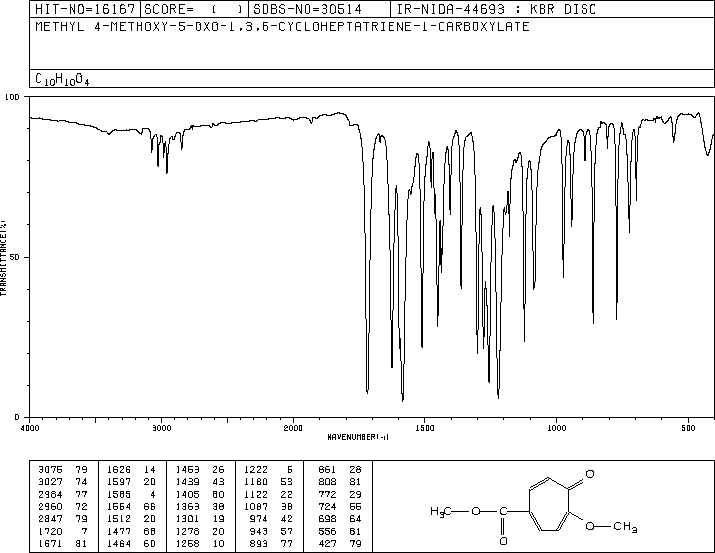 HIT-NO=16167 SCORE= ( ) SDBS-NO=30514 IR-NIDA-44693 : KBR DISC
METHYL 4-METHOXY-5-OXO-1,3,6-CYCLOHEPTATRIENE-1-CARBOXYLATE
C10H10O4
100
50
0
TRANSMITTANCE(%)
4000 3000 2000 1500 1000 500
WAVENUMBER(-1)
3075 79 1626 14 1453 26 1222 5 861 28
3027 74 1597 20 1439 43 1180 53 808 81
2984 77 1585 4 1405 60 1122 22 772 29
2960 72 1554 66 1363 38 1087 38 724 55
2847 79 1512 20 1301 19 974 42 698 64
1720 7 1477 68 1278 20 943 57 556 81
1671 81 1464 60 1258 10 893 77 427 79
O
H3C O C O CH3
O